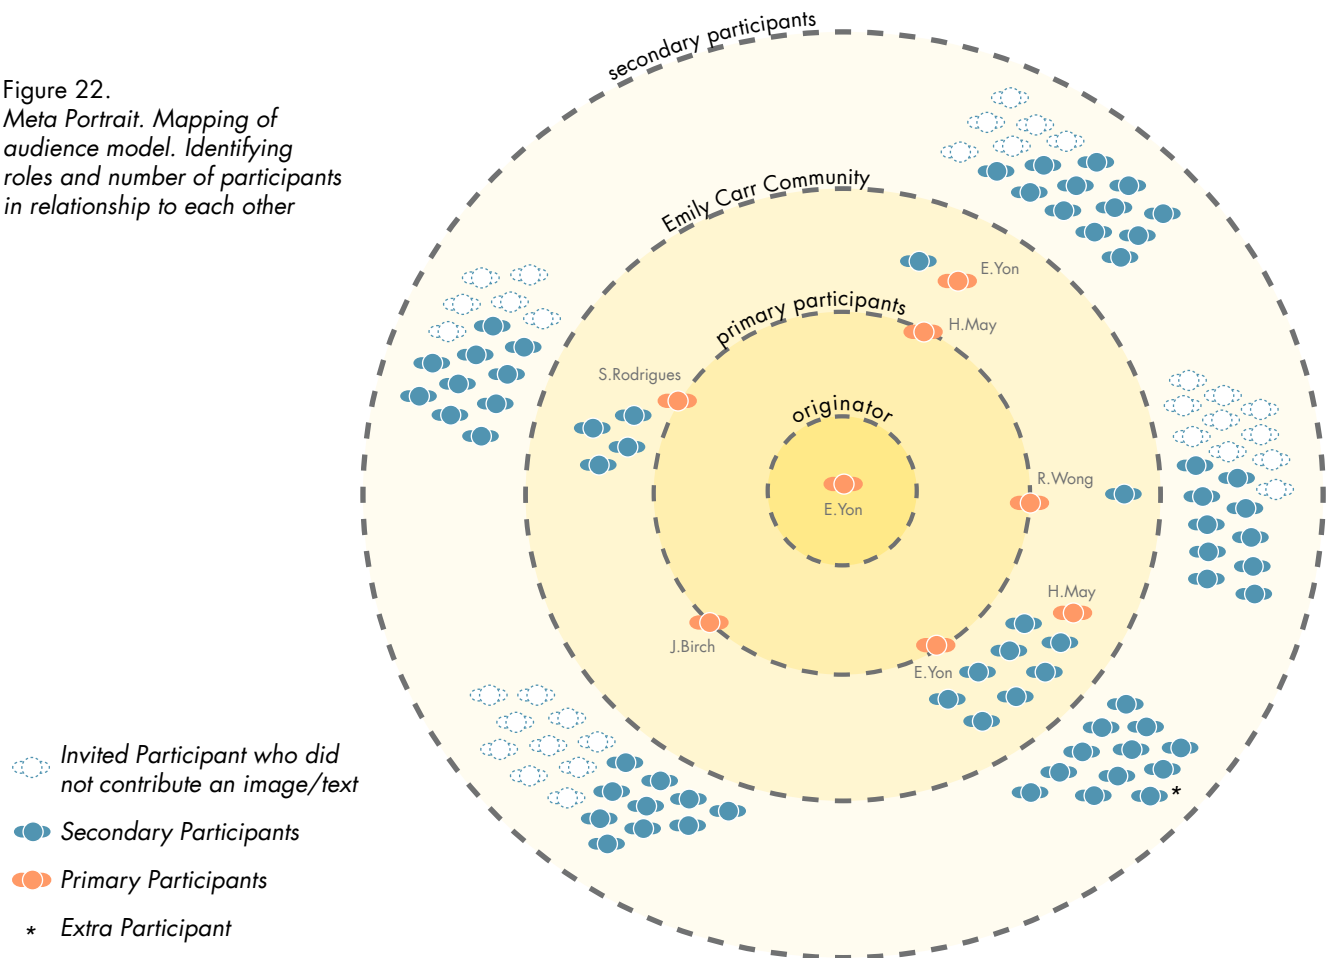 Figure 22.
Meta Portrait. Mapping of
audience model. Identifying
roles and number of participants
in relationship to each other
secondary participants
Emily Carr Community
E.Yon
primary participants
H.May
S.Rodrigues
originator
R.Wong
E.Yon
H.May
J.Birch
E.Yon
*
Invited Participant who did
not contribute an image/text
Secondary Participants
Primary Participants
* Extra Participant